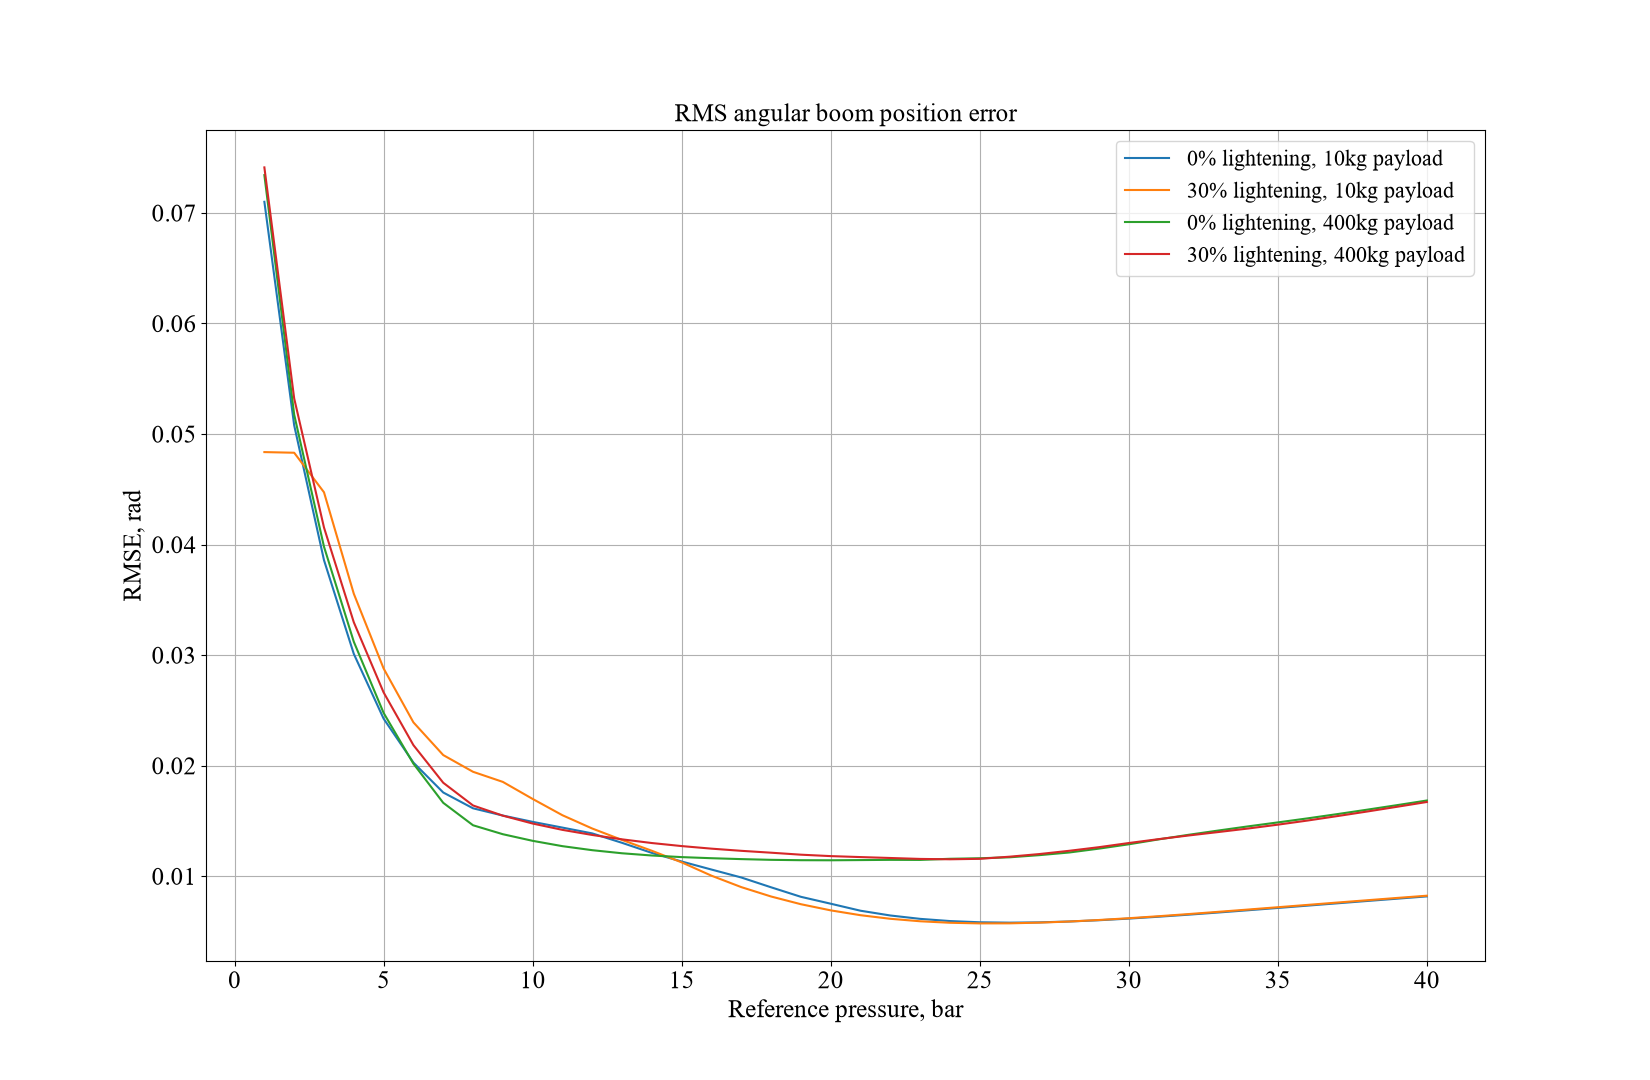 RMS angular boom position error
0% lightening, 10kg payload
30% lightening, 10kg payload
0% lightening, 400kg payload
30% lightening, 400kg payload
RMSE, rad
0.07
0.06
0.05
0.04
0.03
0.02
0.01
0 5 10 15 20 25 30 35 40
Reference pressure, bar